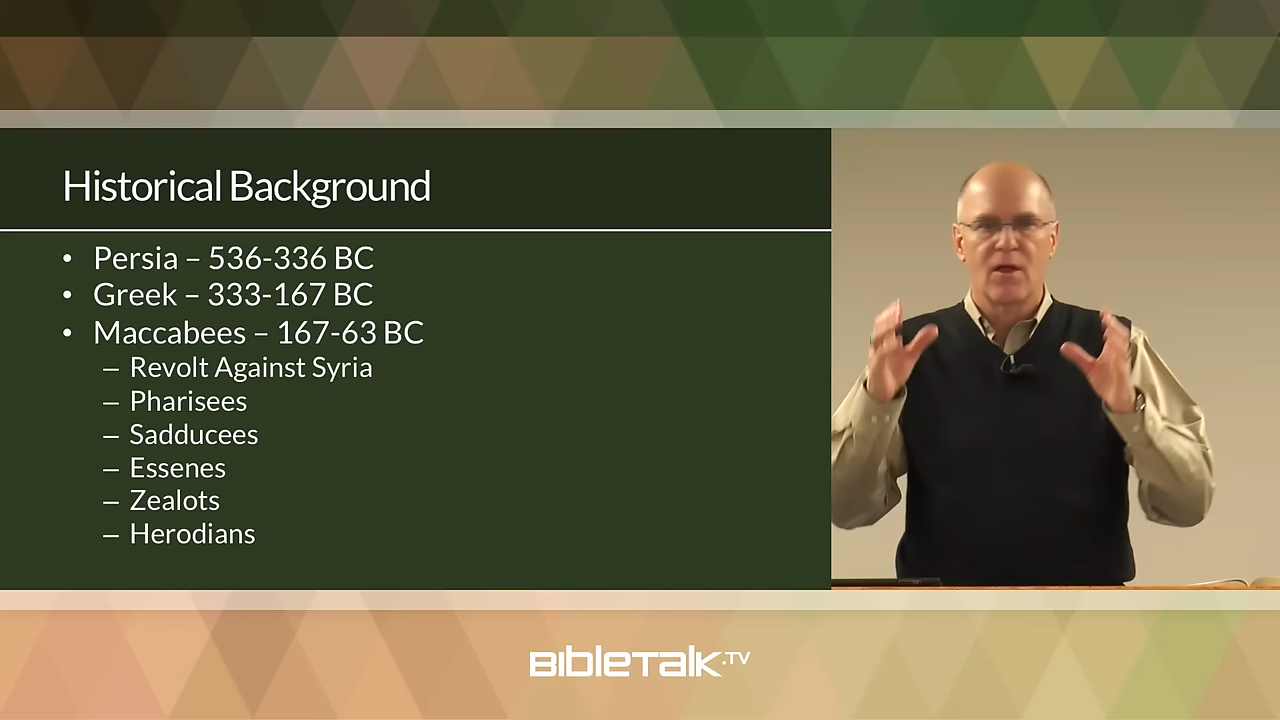 Historical Background
• Persia – 536-336 BC
• Greek – 333-167 BC
• Maccabees – 167-63 BC
– Revolt Against Syria
– Pharisees
– Sadducees
– Essenes
– Zealots
– Herodians
BIBLETALK.TV